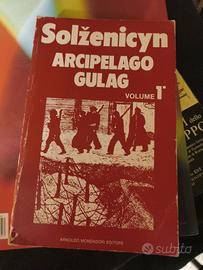 Solženicyn
ARCIPELAGO
GULAG
VOLUME 1°
ARNOLDO MONDADORI EDITORE
subito